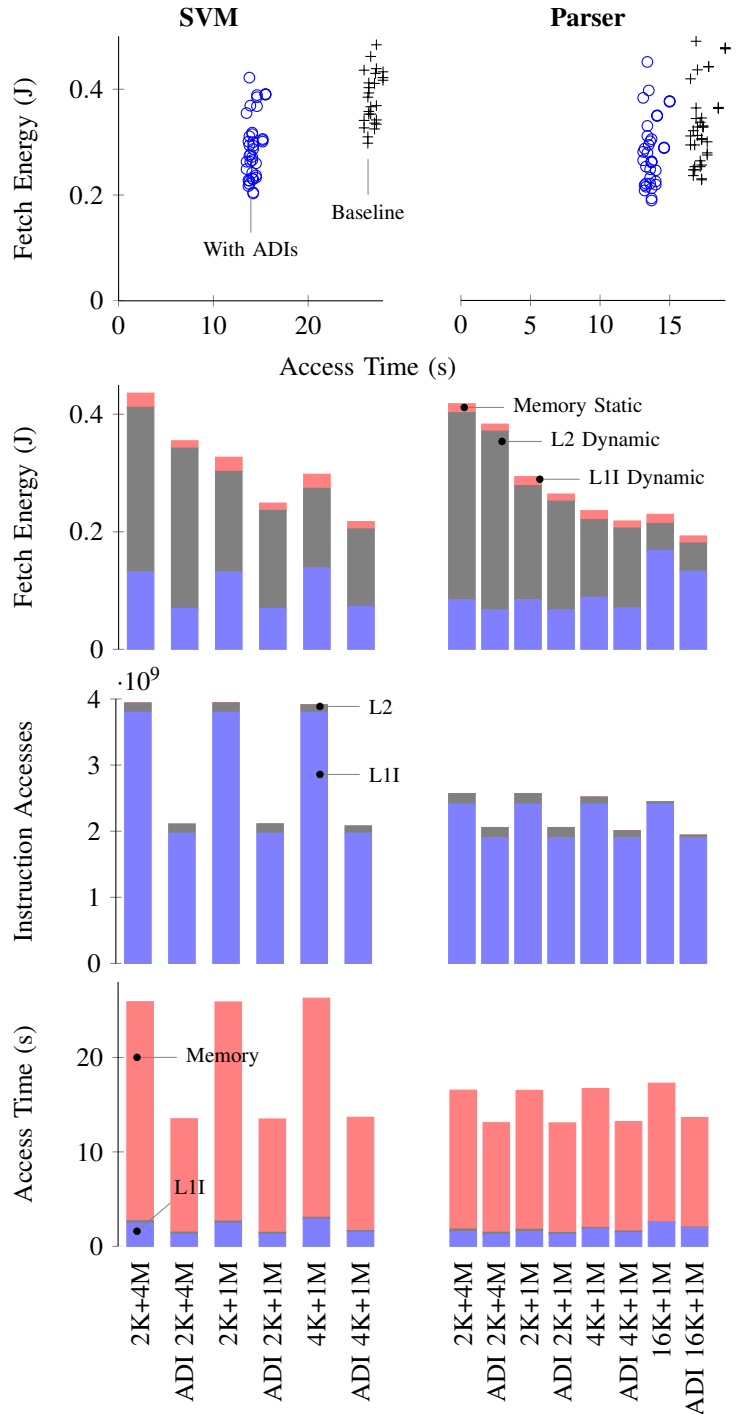 SVM
Parser
Fetch Energy (J)
0.4
0.2
0
With ADIs
Baseline
0 10 20
0 5 10 15
Access Time (s)
Fetch Energy (J)
0.4
0.2
0
Memory Static
L2 Dynamic
L1I Dynamic
·10⁹
Instruction Accesses
4
3
2
1
0
L2
L1I
Access Time (s)
20
10
0
Memory
L1I
2K+4M
ADI 2K+4M
2K+1M
ADI 2K+1M
4K+1M
ADI 4K+1M
2K+4M
ADI 2K+4M
2K+1M
ADI 2K+1M
4K+1M
ADI 4K+1M
16K+1M
ADI 16K+1M